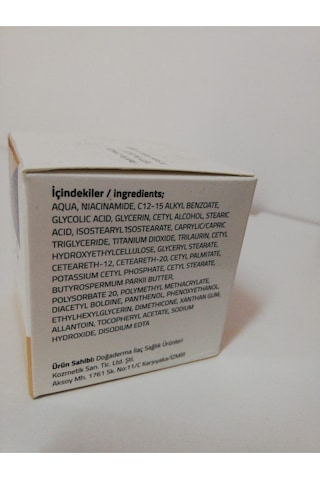 İçindekiler / ingredients;
AQUA, NIACINAMIDE, C12-15 ALKYL BENZOATE,
GLYCOLIC ACID, GLYCERIN, CETYL ALCOHOL, STEARIC
ACID, ISOSTEARYL ISOSTEARATE, CAPRYLIC/CAPRIC
TRIGLYCERIDE, TITANIUM DIOXIDE, TRILAURIN, CETYL
HYDROXYETHYLCELLULOSE, GLYCERYL STEARATE,
CETEARETH-12, CETEARETH-20, CETYL PALMITATE,
POTASSIUM CETYL PHOSPHATE, CETYL STEARATE,
BUTYROSPERMUM PARKII BUTTER,
POLYSORBATE 20, POLYMETHYL METACRYLATE,
DIACETYL BOLDINE, PANTHENOL, PHENOXYETHANOL,
ETHYLHEXYLGLYCERIN, DIMETHICONE, XANTHAN GUM,
ALLANTOIN, TOCOPHERYL ACETATE, SODIUM
HYDROXIDE, DISODIUM EDTA
Ürün Sahibi: Doğaderma İlaç Sağlık Ürünleri
Kozmetik San. Tic. Ltd. Şti.
Aksoy Mh. 1761 Sk. No:11/C Karşıyaka-İZMİR